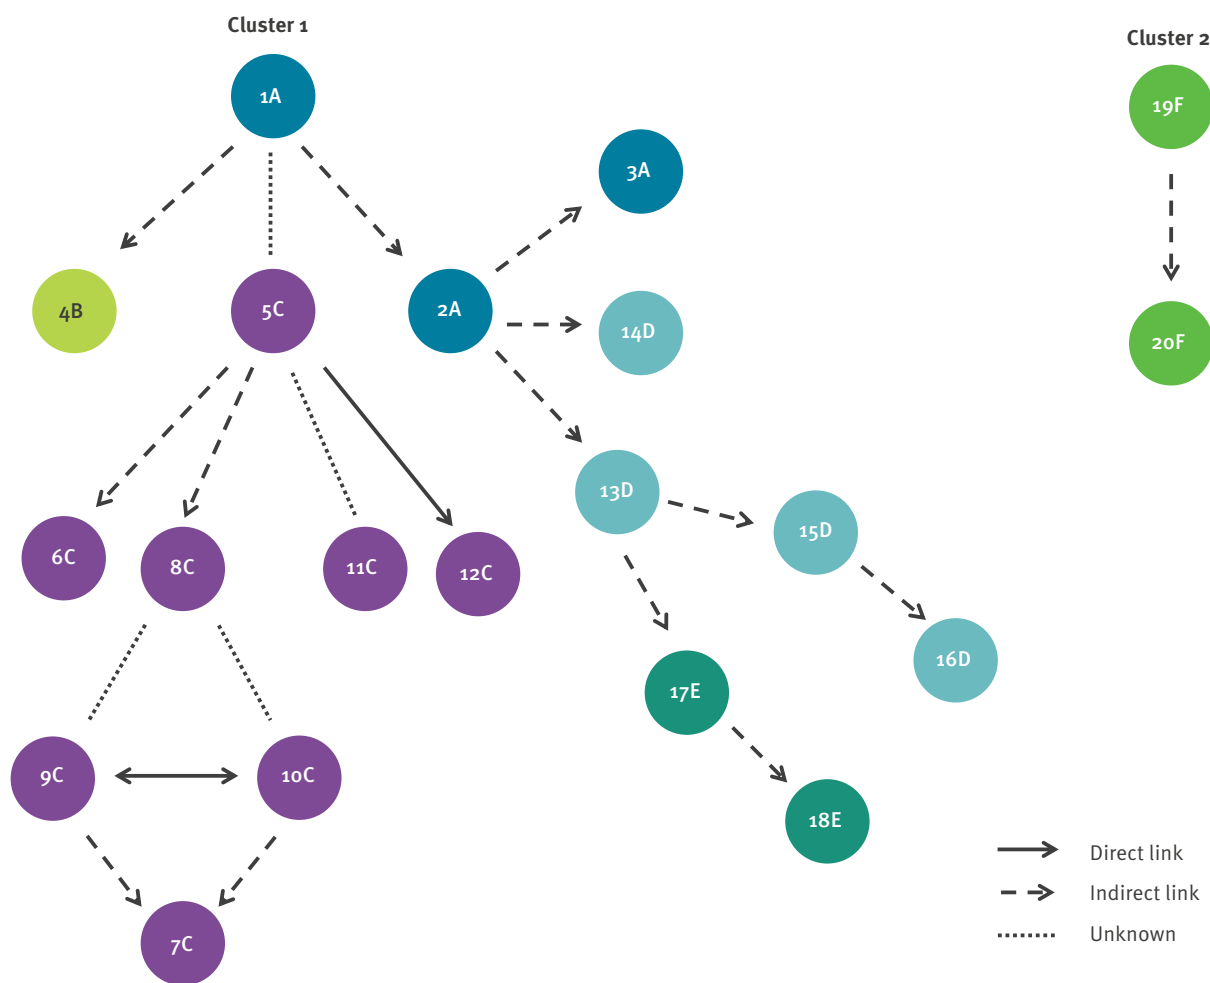 Cluster 1
Cluster 2
1A
19F
3A
4B
5C
2A
14D
20F
13D
15D
6C
8C
11C
12C
16D
17E
9C
10C
18E
7C
Direct link
Indirect link
Unknown